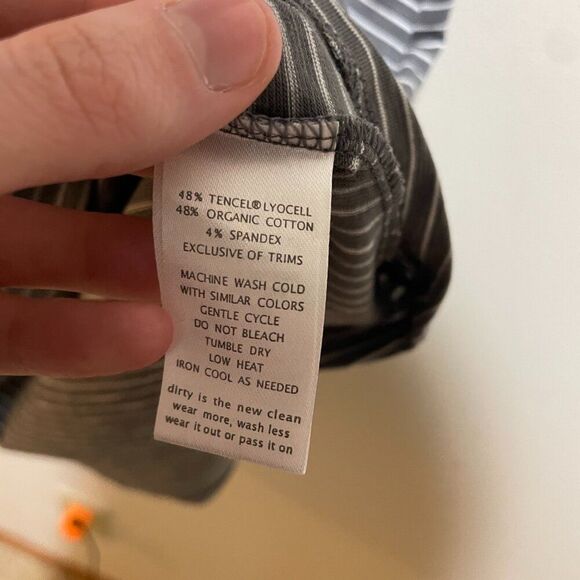 48% TENCEL®LYOCELL
48% ORGANIC COTTON
4% SPANDEX
EXCLUSIVE OF TRIMS
MACHINE WASH COLD
WITH SIMILAR COLORS
GENTLE CYCLE
DO NOT BLEACH
TUMBLE DRY
LOW HEAT
IRON COOL AS NEEDED
dirty is the new clean
wear more, wash less
wear it out or pass it on